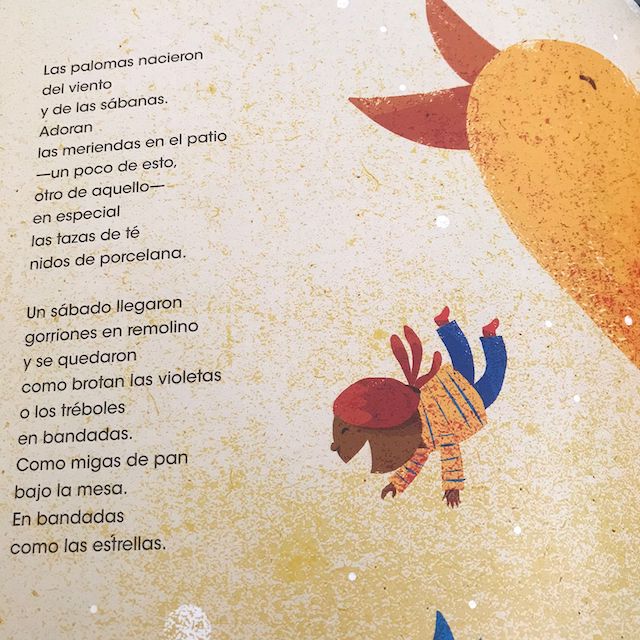 Las palomas nacieron
del viento
y de las sábanas.
Adoran
las meriendas en el patio
—un poco de esto,
otro de aquello—
en especial
las tazas de té
nidos de porcelana.
Un sábado llegaron
gorriones en remolino
y se quedaron
como brotan las violetas
o los tréboles
en bandadas.
Como migas de pan
bajo la mesa.
En bandadas
como las estrellas.